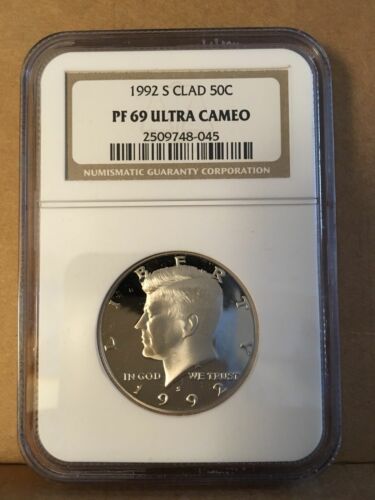 1992 S CLAD 50C
PF 69 ULTRA CAMEO
2509748-045
NUMISMATIC GUARANTY CORPORATION
LIBERTY
IN GOD WE TRUST
S
1992